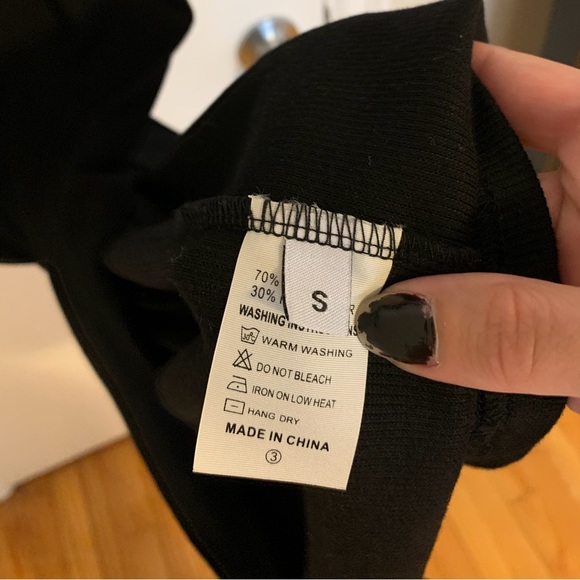 S
70%
30%
WASHING INSTRUCTIONS
30
WARM WASHING
DO NOT BLEACH
IRON ON LOW HEAT
HANG DRY
MADE IN CHINA
3